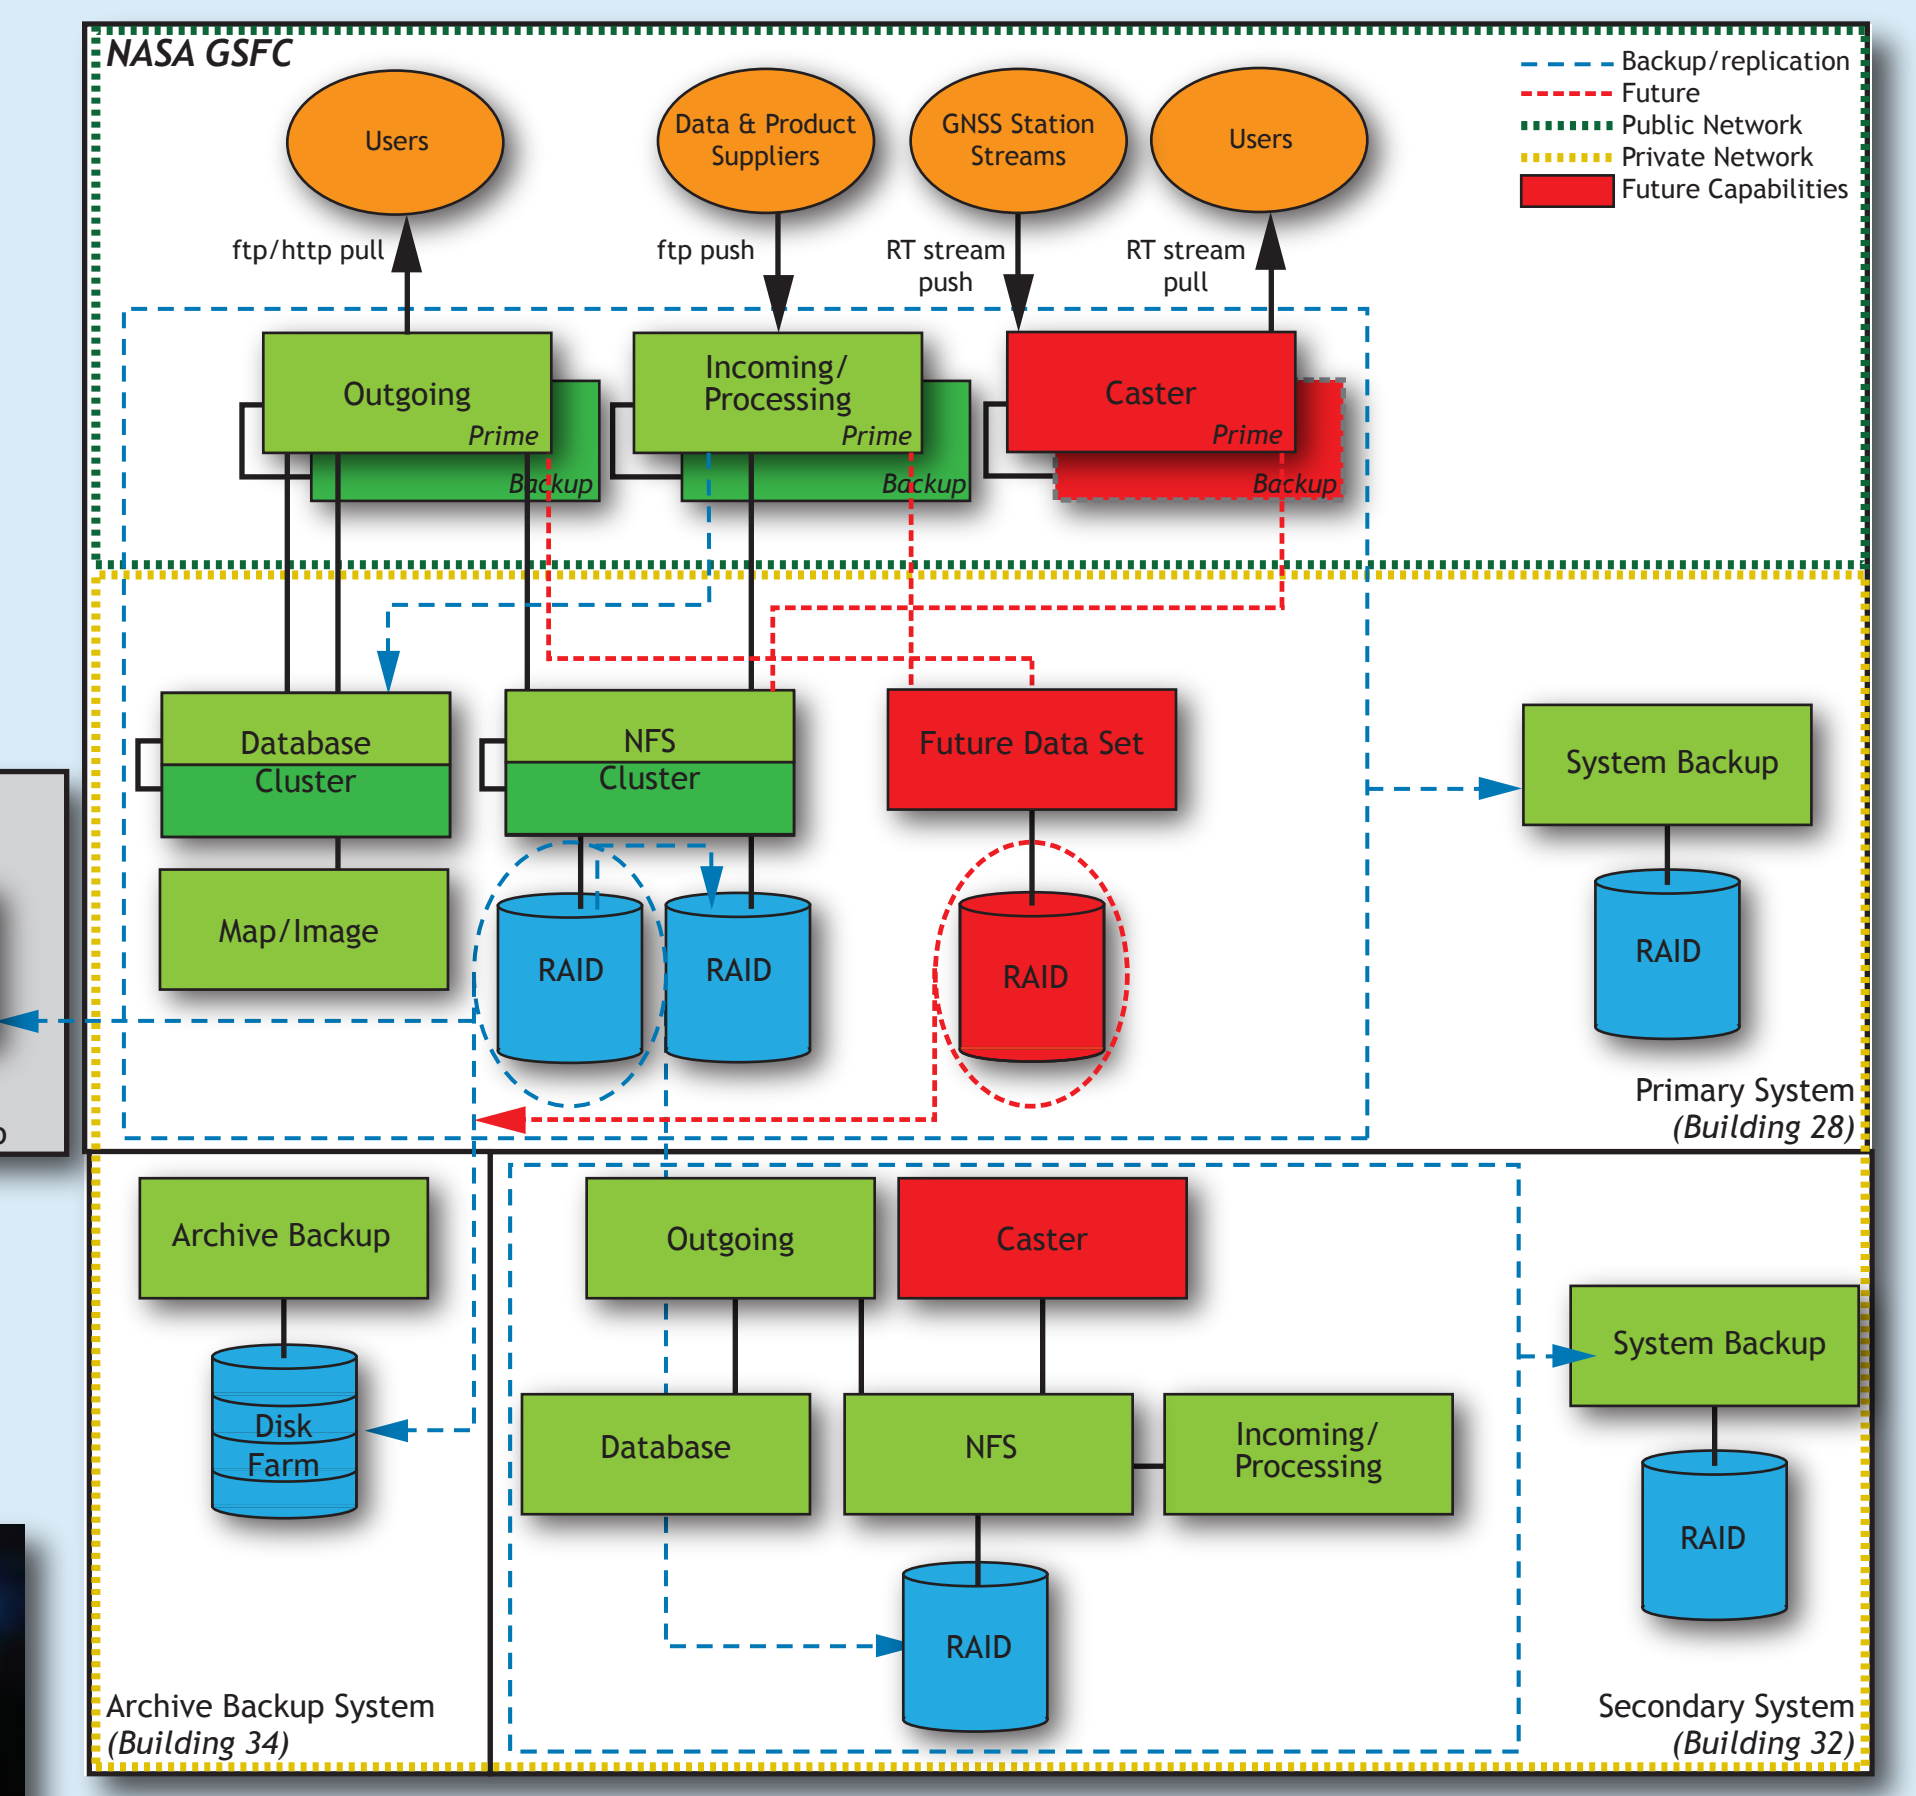 NASA GSFC
Backup/replication
Future
Public Network
Private Network
Future Capabilities
Users
Data & Product
Suppliers
GNSS Station
Streams
Users
ftp/http pull
ftp push
RT stream
push
RT stream
pull
Outgoing
Prime
Backup
Incoming/
Processing
Prime
Backup
Caster
Prime
Backup
Database
Cluster
NFS
Cluster
Future Data Set
System Backup
Map/Image
RAID
RAID
RAID
RAID
Primary System
(Building 28)
Archive Backup
Disk
Farm
Archive Backup System
(Building 34)
Outgoing
Caster
Database
NFS
Incoming/
Processing
RAID
System Backup
RAID
Secondary System
(Building 32)